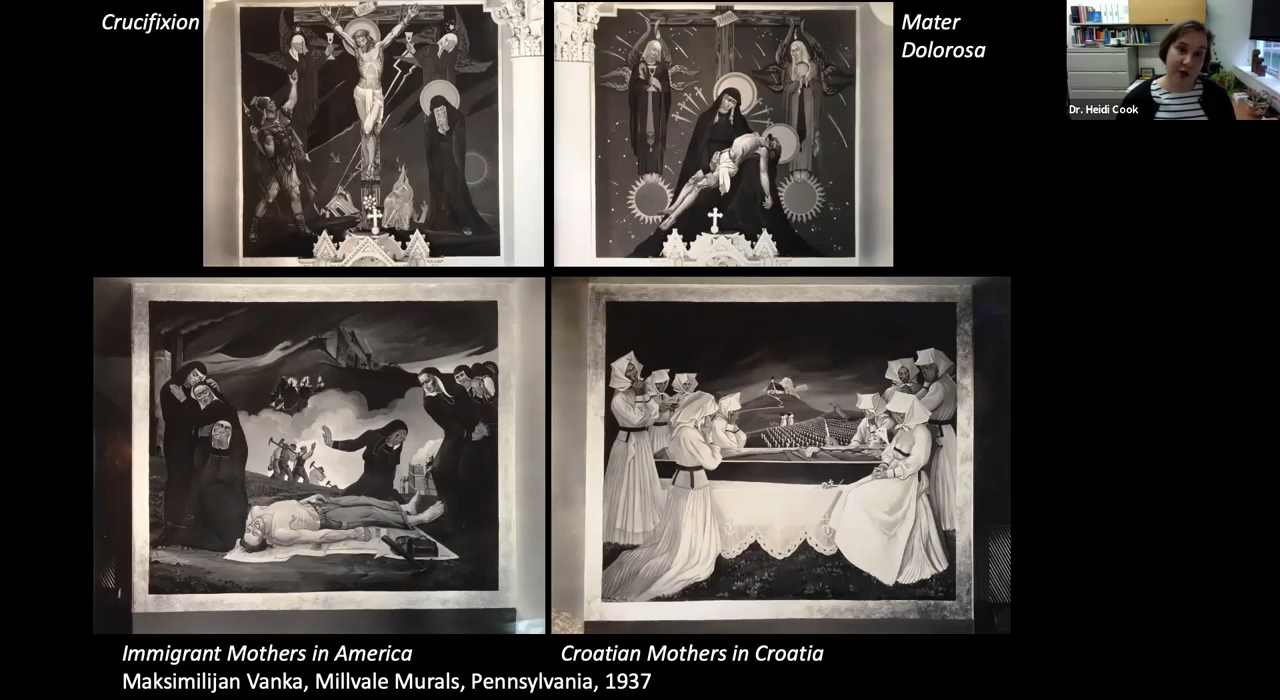 Crucifixion
Mater
Dolorosa
Dr. Heidi Cook
Immigrant Mothers in America
Croatian Mothers in Croatia
Maksimilijan Vanka, Millvale Murals, Pennsylvania, 1937